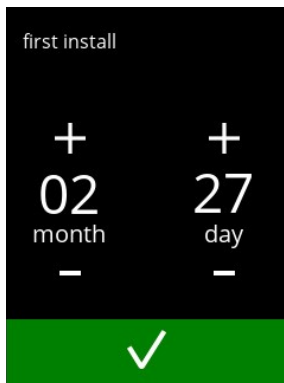 first install
+ +
02 27
month day
- -